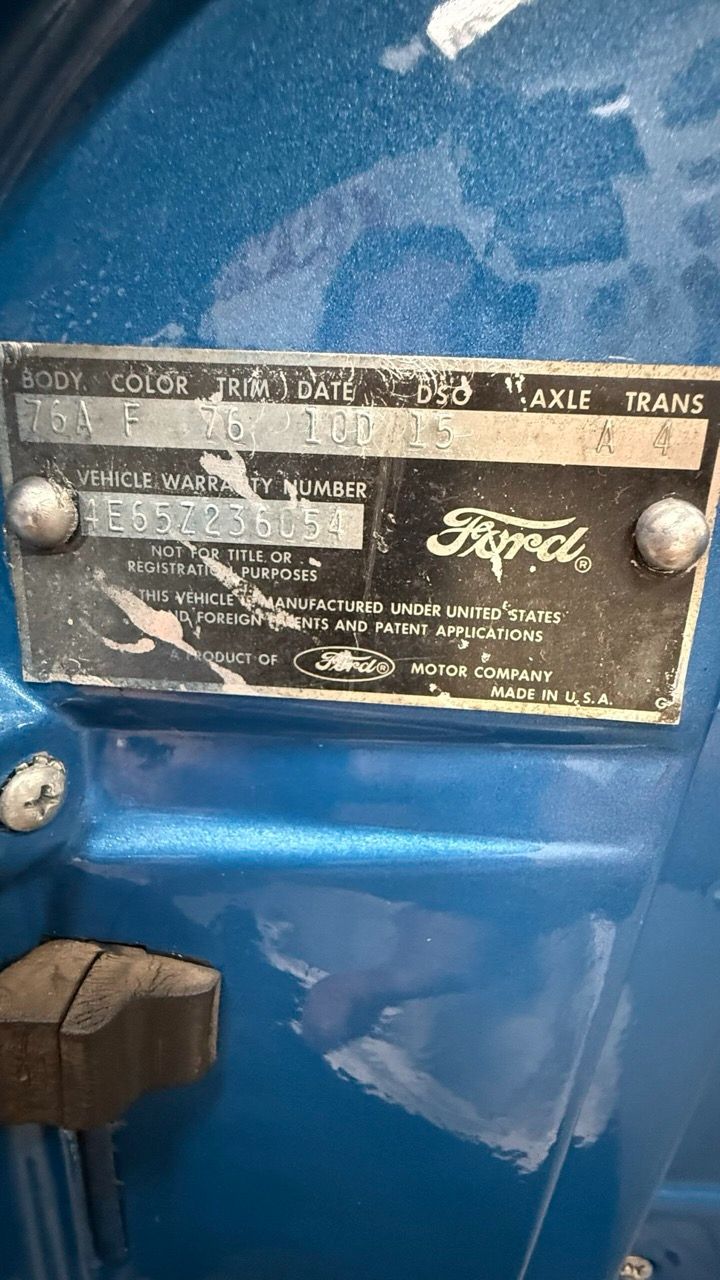 BODY COLOR TRIM DATE DSO AXLE TRANS
76A F 76 10D 15 A 4
VEHICLE WARRANTY NUMBER
4E65Z236054
Ford®
NOT FOR TITLE OR
REGISTRATION PURPOSES
THIS VEHICLE MANUFACTURED UNDER UNITED STATES
AND FOREIGN PATENTS AND PATENT APPLICATIONS
A PRODUCT OF Ford® MOTOR COMPANY
MADE IN U.S.A. G